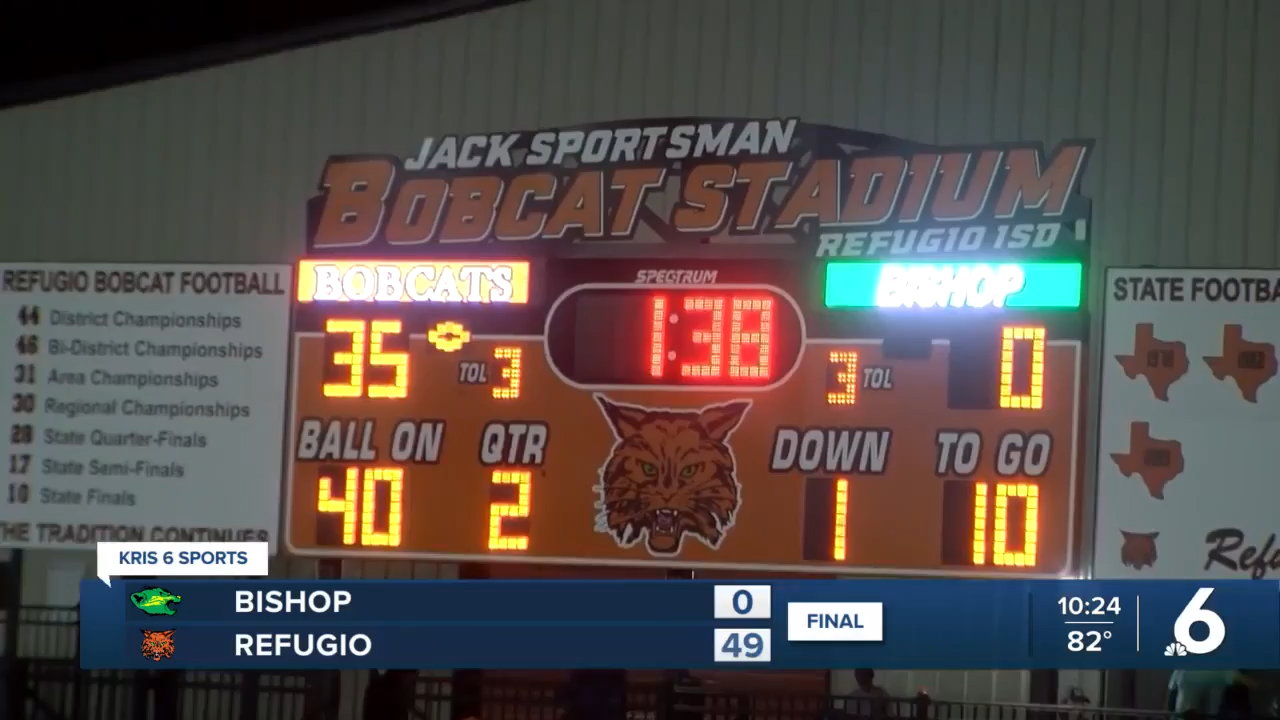 JACK SPORTSMAN
BOBCAT STADIUM
REFUGIO ISD
SPECTRUM
BOBCATS
BISHOP
35
TOL 3
1:38
3 TOL
0
BALL ON
QTR
DOWN
TO GO
40
2
1
10
REFUGIO BOBCAT FOOTBALL
44 District Championships
46 Bi-District Championships
31 Area Championships
30 Regional Championships
28 State Quarter-Finals
17 State Semi-Finals
10 State Finals
THE TRADITION CONTINUES
STATE FOOTBA
Refu
KRIS 6 SPORTS
BISHOP 0
REFUGIO 49
FINAL
10:24
82°
6